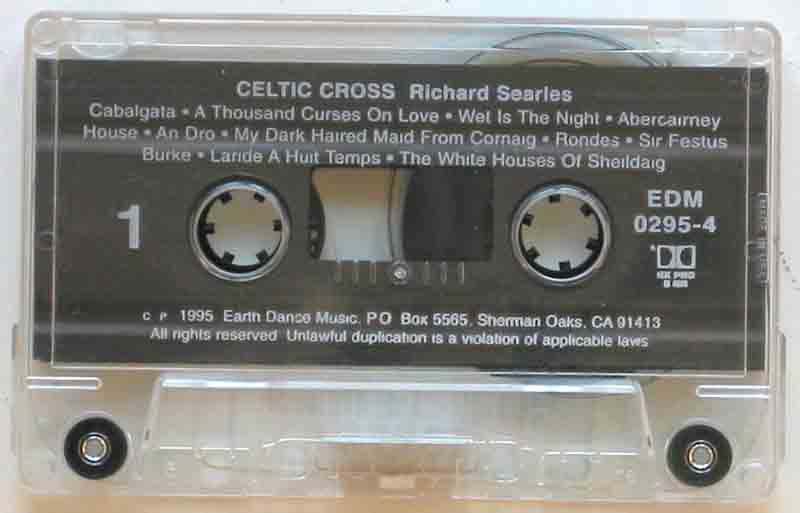 CELTIC CROSS Richard Searles
Cabalgata • A Thousand Curses On Love • Wet Is The Night • Abercairney
House • An Dro • My Dark Haired Maid From Cornaig • Rondes • Sir Festus
Burke • Laride A Huit Temps • The White Houses Of Sheildaig
1
EDM
0295-4
HX PRO
C P 1995 Earth Dance Music, PO Box 5565, Sherman Oaks, CA 91413
All rights reserved Unlawful duplication is a violation of applicable laws